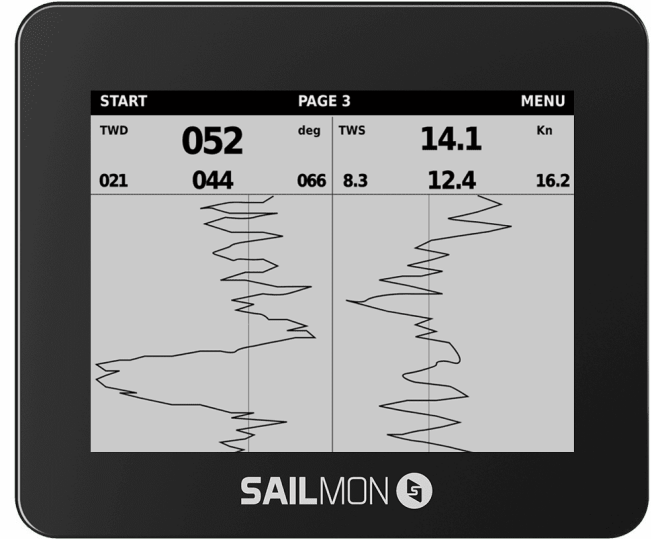 START PAGE 3 MENU
TWD 052 deg TWS 14.1 Kn
021 044 066 8.3 12.4 16.2
SAILMON